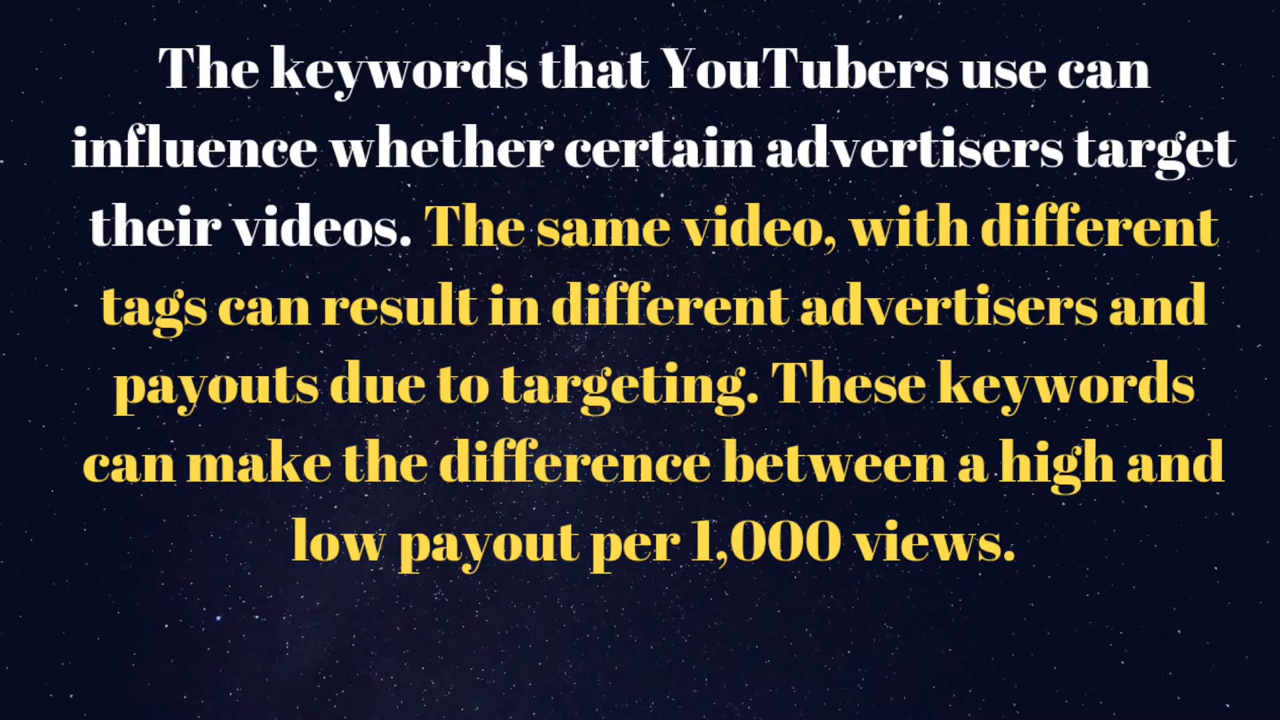 The keywords that YouTubers use can
influence whether certain advertisers target
their videos. The same video, with different
tags can result in different advertisers and
payouts due to targeting. These keywords
can make the difference between a high and
low payout per 1,000 views.